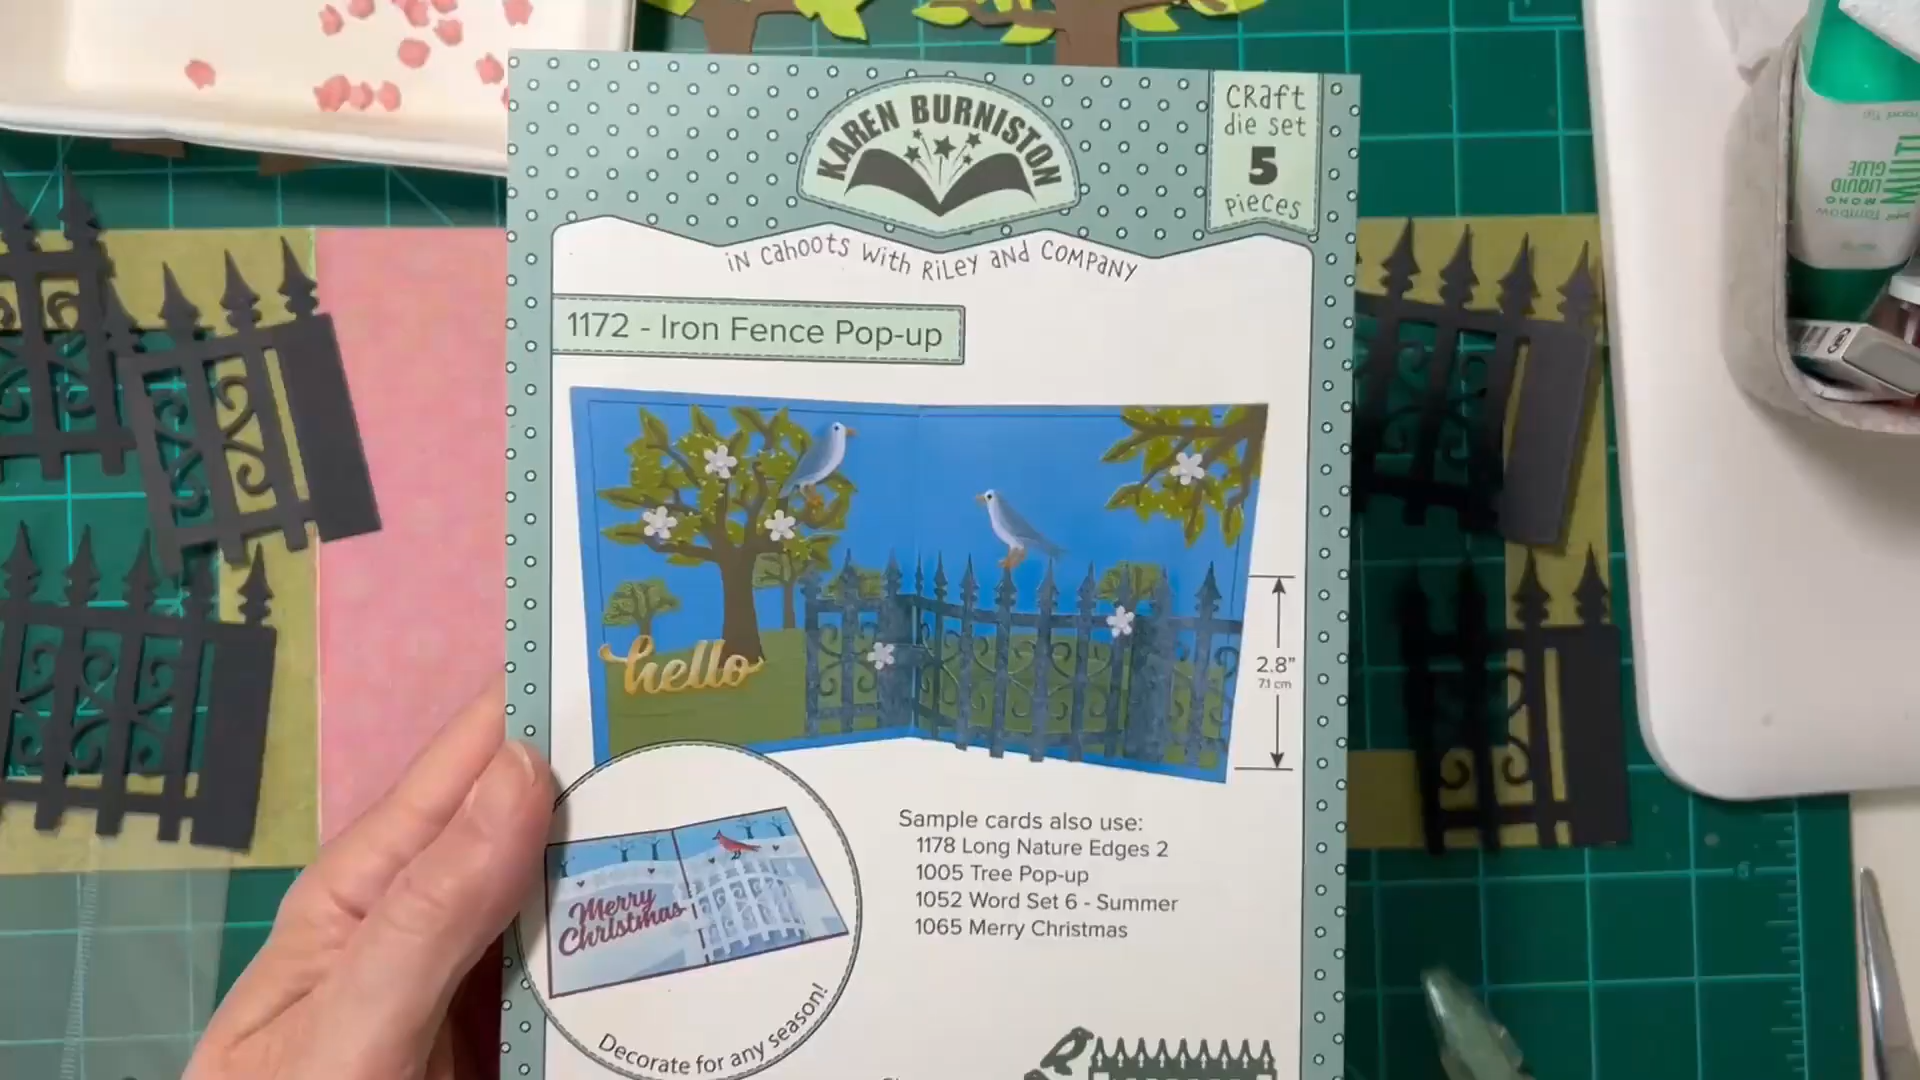 KAREN BURNISTON
CRaft
die set
5
pieces
iN CaHOOtS With RiLey aNd COMPaNy
1172 - Iron Fence Pop-up
hello
2.8"
7.1 cm
Sample cards also use:
1178 Long Nature Edges 2
1005 Tree Pop-up
1052 Word Set 6 - Summer
1065 Merry Christmas
Merry
Christmas
Decorate for any season!
MULTI
LIQUID
GLUE
MONO
Tombow